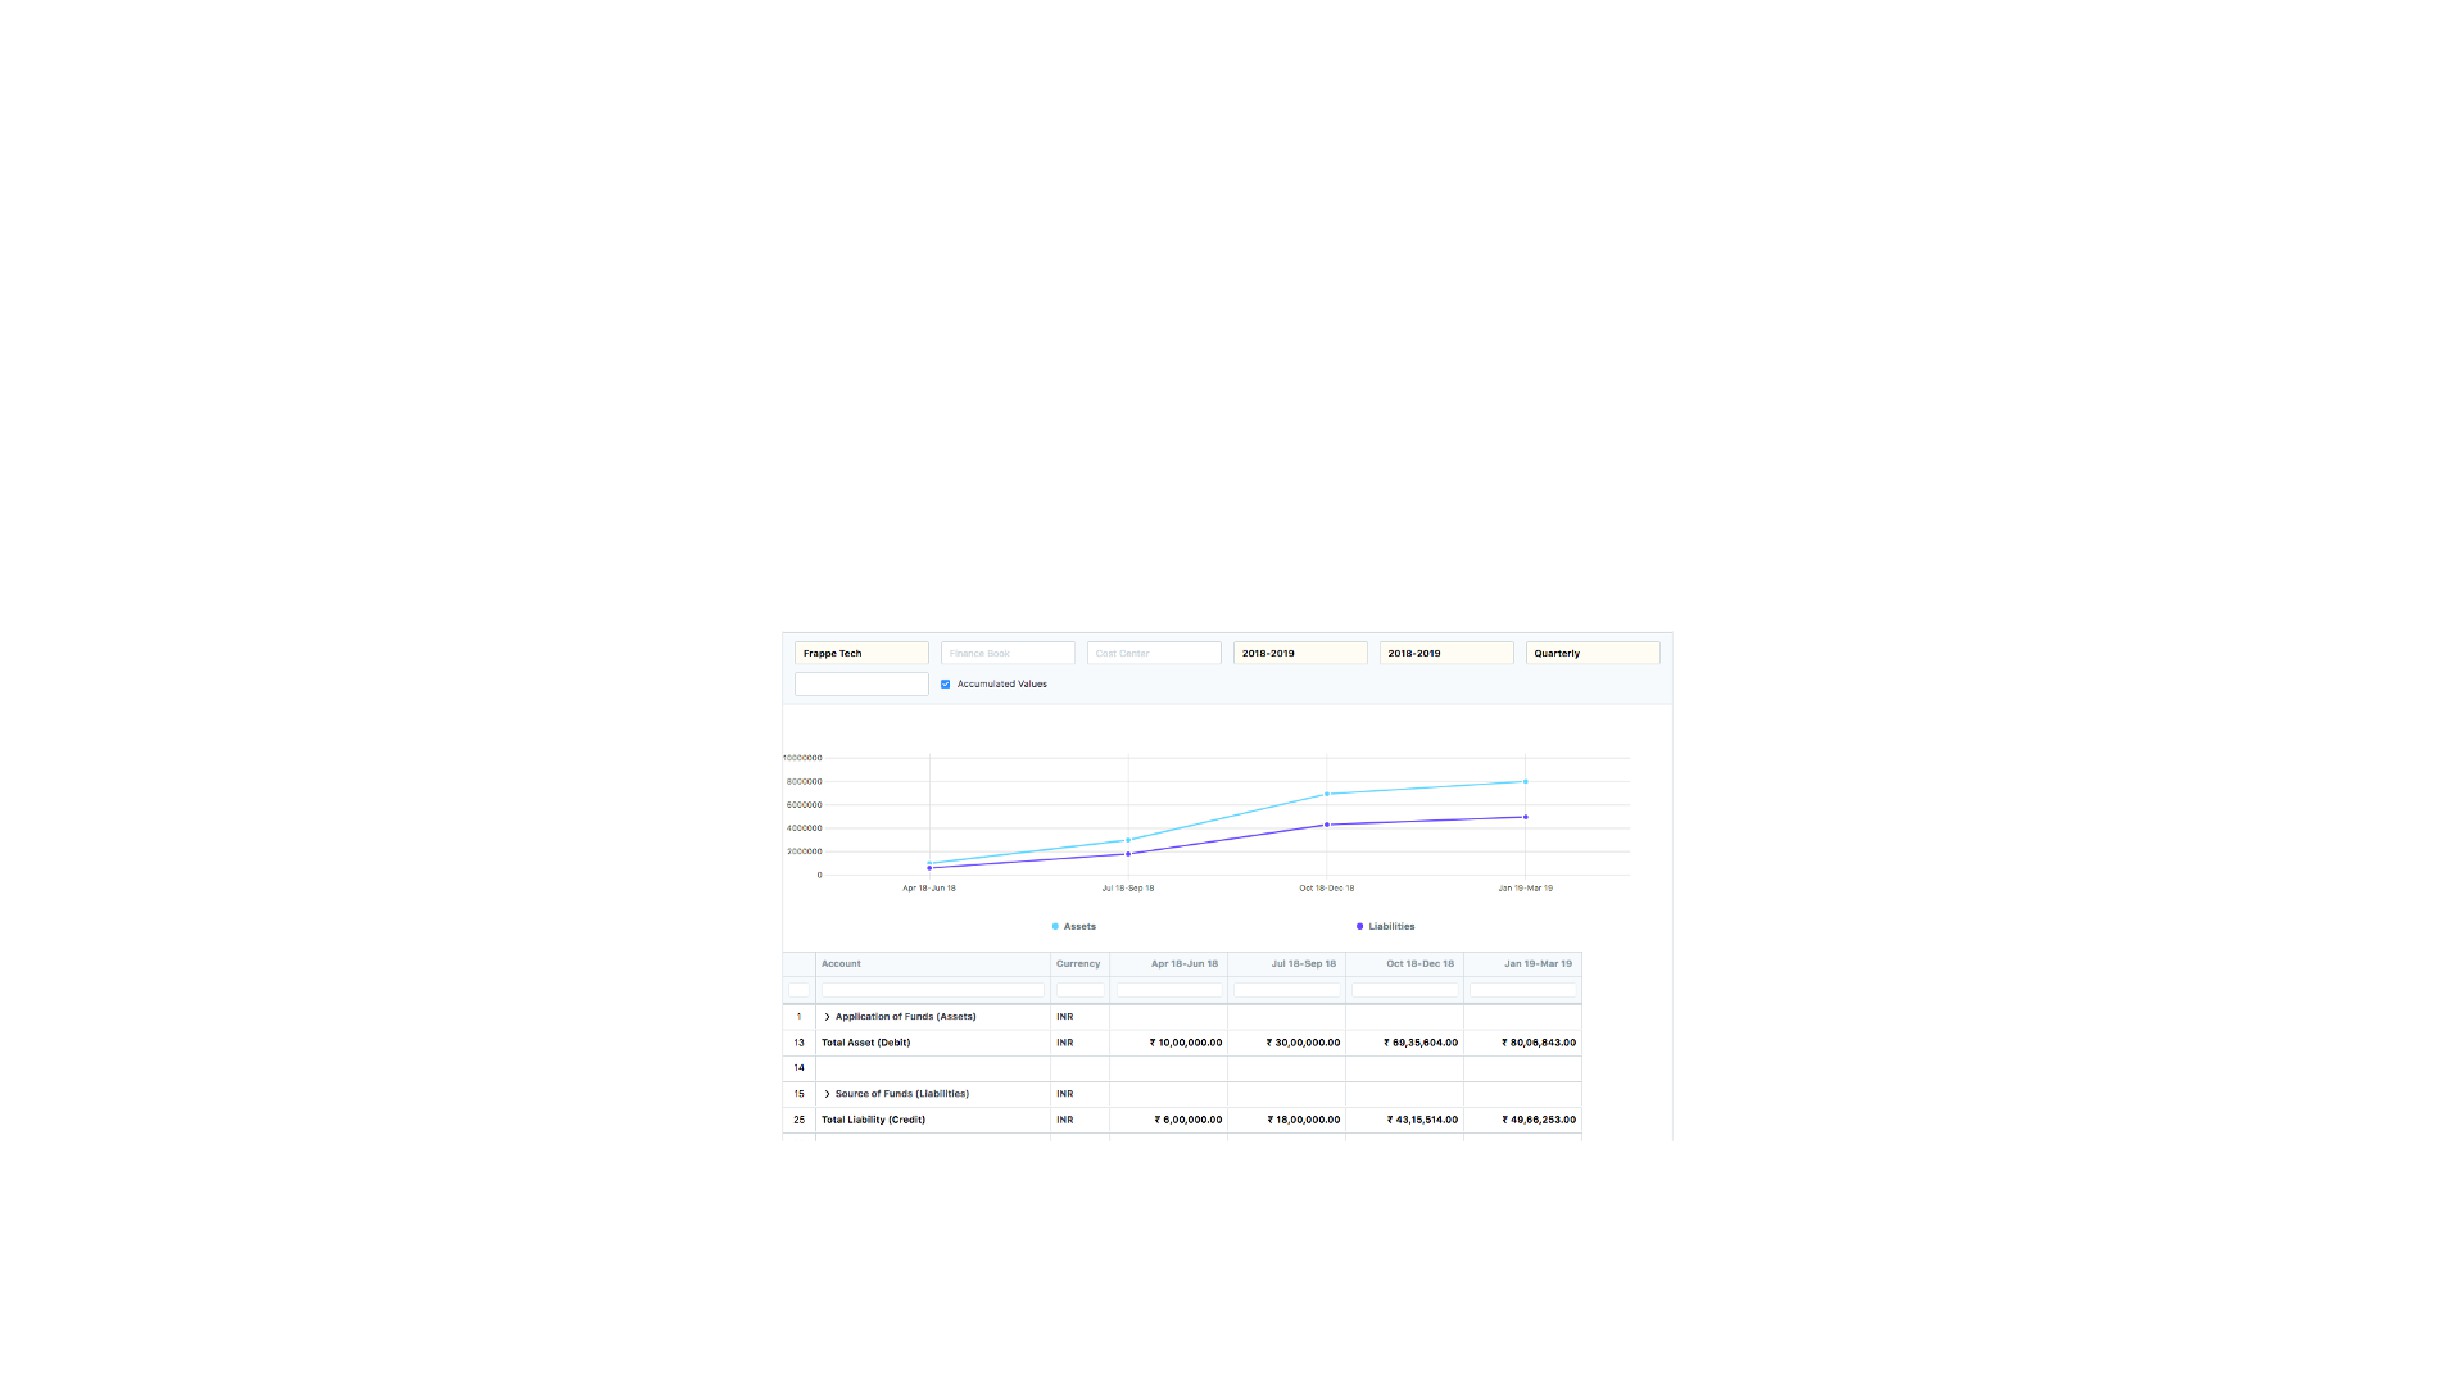 Frappe Tech Finance Book Cost Center 2018-2019 2018-2019 Quarterly
Accumulated Values
10000000
8000000
6000000
4000000
2000000
0
Apr 18-Jun 18 Jul 18-Sep 18 Oct 18-Dec 18 Jan 19-Mar 19
Assets Liabilities
Account Currency Apr 18-Jun 18 Jul 18-Sep 18 Oct 18-Dec 18 Jan 19-Mar 19
1 Application of Funds (Assets) INR
13 Total Asset (Debit) INR ₹ 10,00,000.00 ₹ 30,00,000.00 ₹ 69,35,604.00 ₹ 80,06,843.00
14
15 Source of Funds (Liabilities) INR
25 Total Liability (Credit) INR ₹ 6,00,000.00 ₹ 18,00,000.00 ₹ 43,15,514.00 ₹ 49,66,253.00